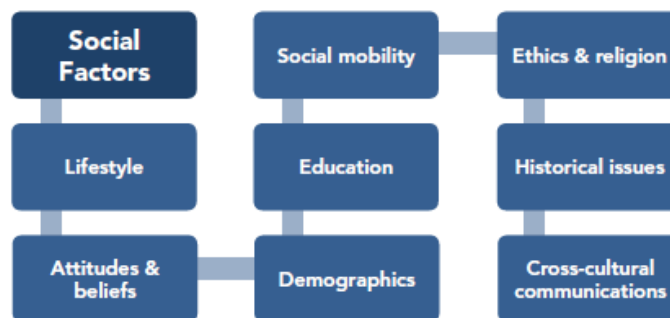 Social
Factors
Lifestyle
Attitudes &
beliefs
Demographics
Education
Social mobility
Ethics & religion
Historical issues
Cross-cultural
communications